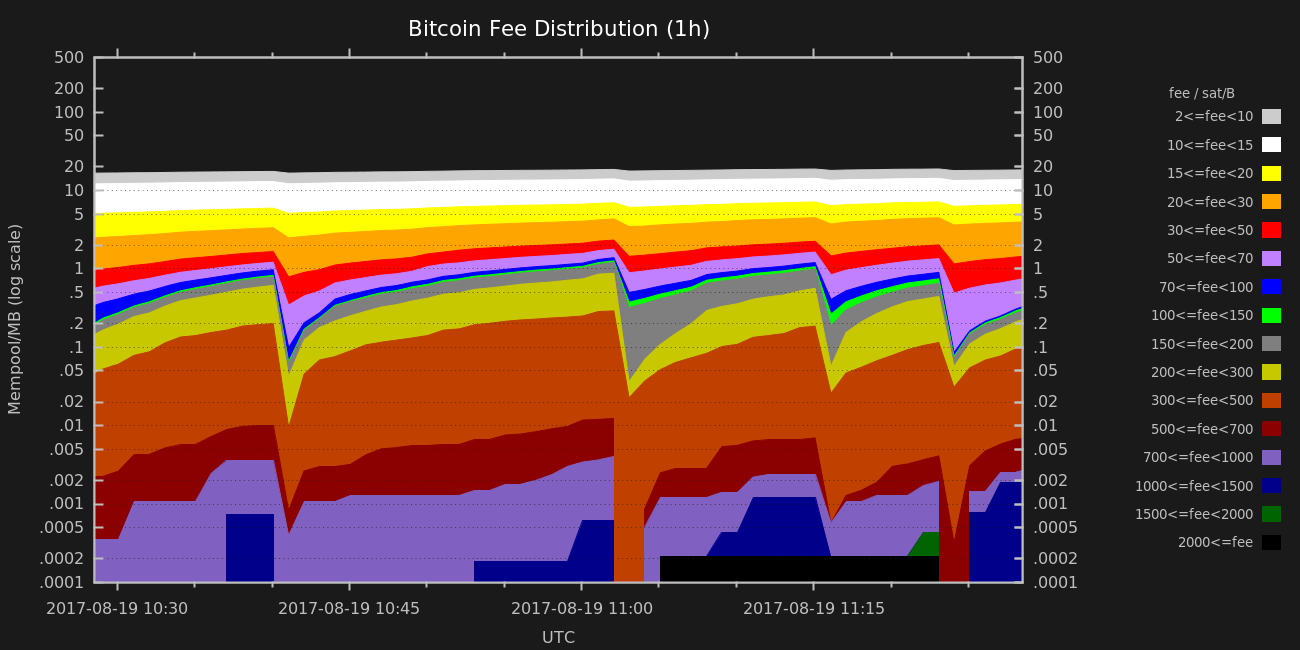 Bitcoin Fee Distribution (1h)
500 500
200 200
100 100
50 50
20 20
10 10
5 5
2 2
1 1
.5 .5
.2 .2
.1 .1
.05 .05
.02 .02
.01 .01
.005 .005
.002 .002
.001 .001
.0005 .0005
.0002 .0002
.0001 .0001
Mempool/MB (log scale)
2017-08-19 10:30 2017-08-19 10:45 2017-08-19 11:00 2017-08-19 11:15
UTC
fee / sat/B
2<=fee<10
10<=fee<15
15<=fee<20
20<=fee<30
30<=fee<50
50<=fee<70
70<=fee<100
100<=fee<150
150<=fee<200
200<=fee<300
300<=fee<500
500<=fee<700
700<=fee<1000
1000<=fee<1500
1500<=fee<2000
2000<=fee